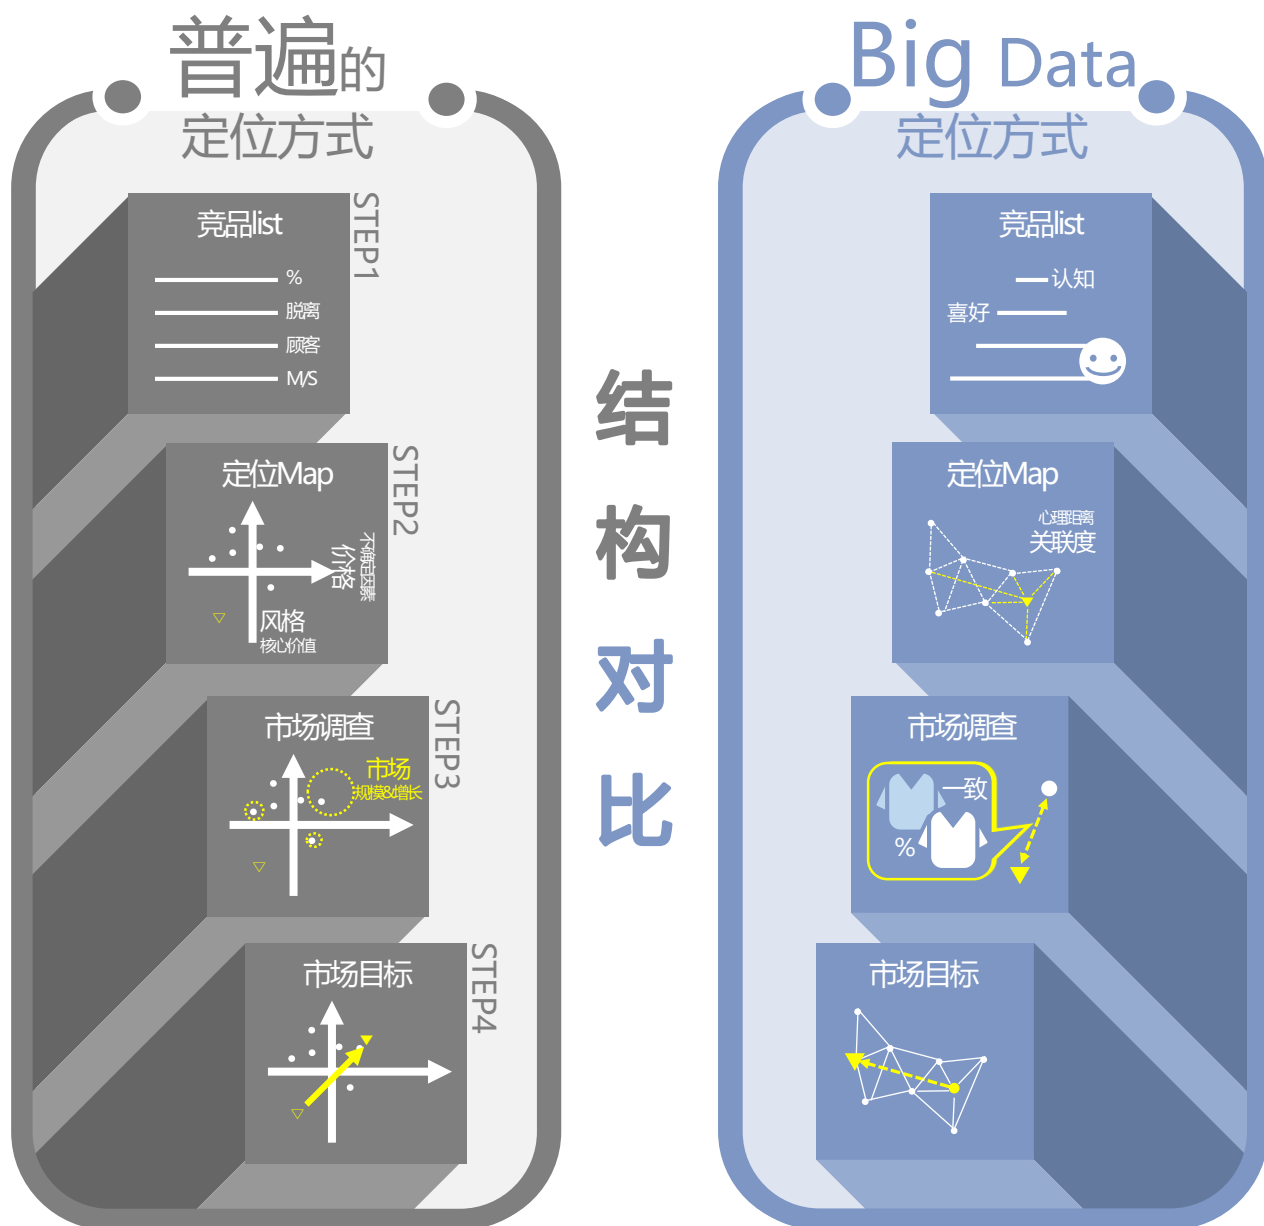 普遍的
定位方式
竞品list
%
脱离
顾客
M/S
STEP1
定位Map
价格
不确定因素
风格
核心价值
STEP2
市场调查
市场
规模&增长
STEP3
市场目标
STEP4
结
构
对
比
Big Data
定位方式
竞品list
认知
喜好
定位Map
心理距离
关联度
市场调查
一致
%
市场目标